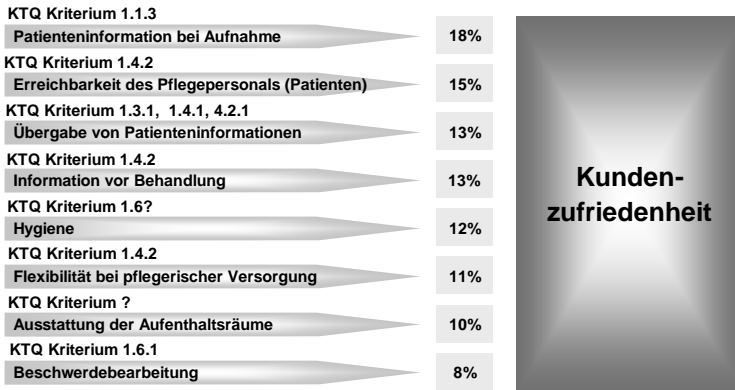 KTQ Kriterium 1.1.3
Patienteninformation bei Aufnahme 18%
KTQ Kriterium 1.4.2
Erreichbarkeit des Pflegepersonals (Patienten) 15%
KTQ Kriterium 1.3.1, 1.4.1, 4.2.1
Übergabe von Patienteninformationen 13%
KTQ Kriterium 1.4.2
Information vor Behandlung 13%
KTQ Kriterium 1.6?
Hygiene 12%
KTQ Kriterium 1.4.2
Flexibilität bei pflegerischer Versorgung 11%
KTQ Kriterium ?
Ausstattung der Aufenthaltsräume 10%
KTQ Kriterium 1.6.1
Beschwerdebearbeitung 8%
Kunden-
zufriedenheit